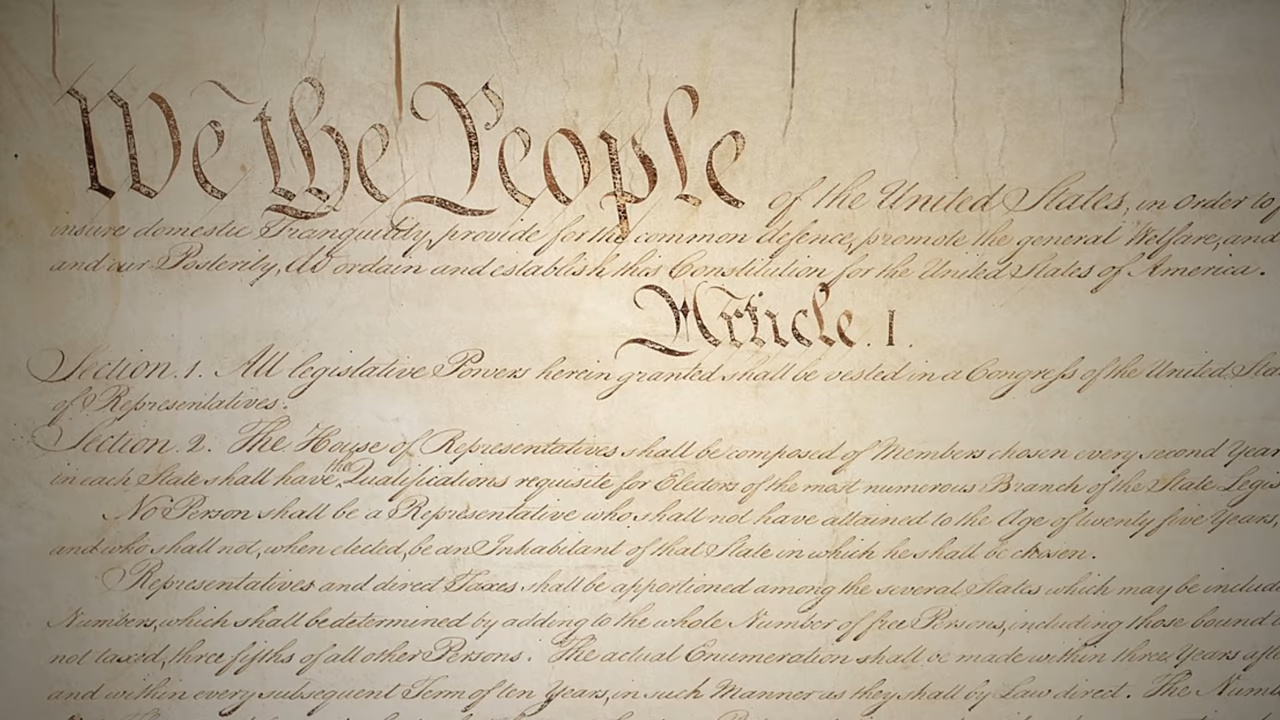 We the People of the United States, in Order to
insure domestic Tranquility, provide for the common defence, promote the general Welfare, and
and our Posterity, do ordain and establish this Constitution for the United States of America.
Article. I.
Section. 1. All legislative Powers herein granted shall be vested in a Congress of the United Sta
of Representatives.
Section. 2. The House of Representatives shall be composed of Members chosen every second Year
in each State shall have the Qualifications requisite for Electors of the most numerous Branch of the State Legis
No Person shall be a Representative who shall not have attained to the Age of twenty five Years,
and who shall not, when elected, be an Inhabitant of that State in which he shall be chosen.
Representatives and direct Taxes shall be apportioned among the several States which may be includ
Numbers, which shall be determined by adding to the whole Number of free Persons, including those bound
not taxed, three fifths of all other Persons. The actual Enumeration shall be made within three Years afte
and within every subsequent Term of ten Years, in such Manner as they shall by Law direct. The Num